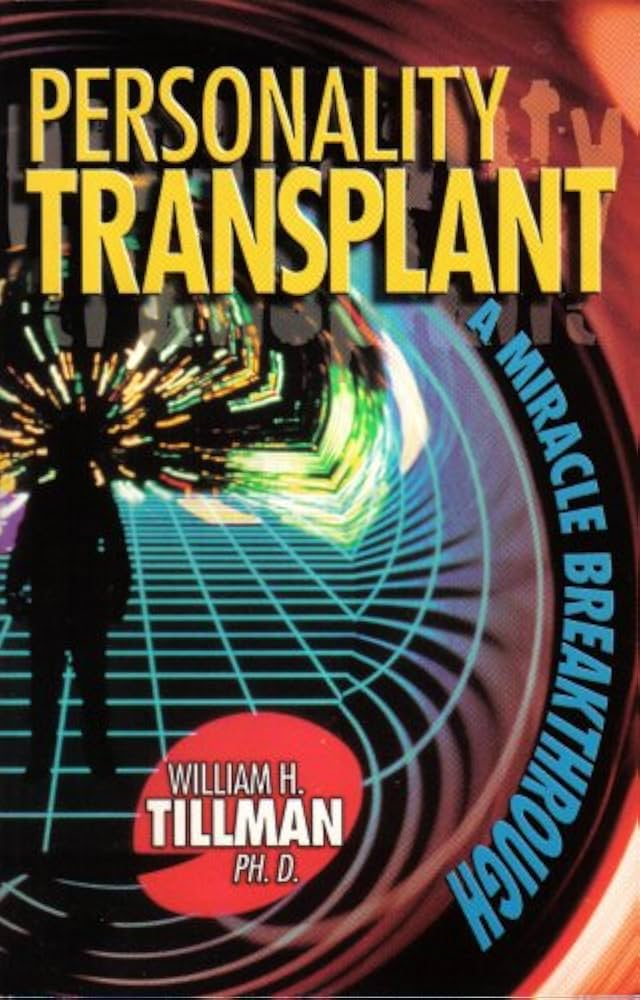 PERSONALITY
TRANSPLANT
A MIRACLE BREAKTHROUGH
WILLIAM H.
TILLMAN
PH. D.